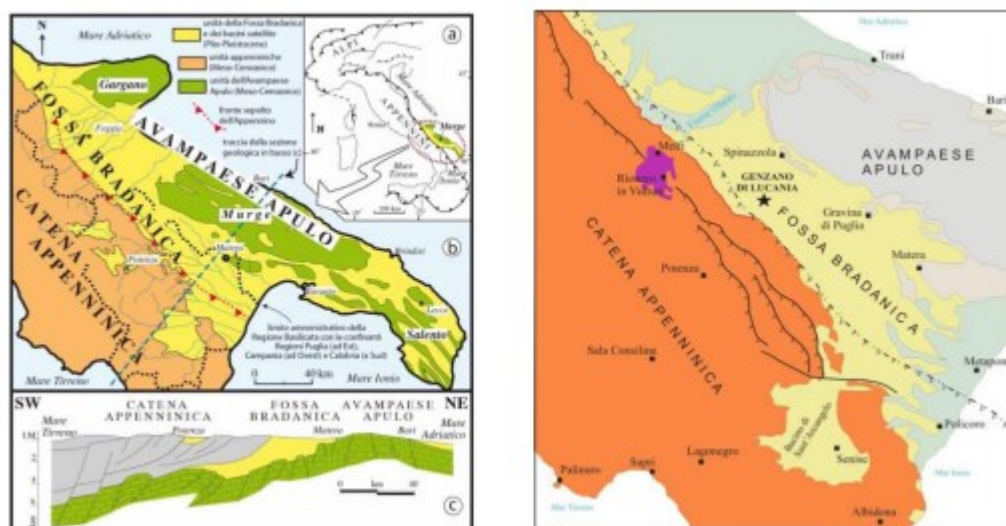 N
Mare Adriatico
unità della Fossa Bradanica
e dei bacini satellite
(Plio-Pleistocene)
unità appenniniche
(Meso-Cenozoico)
unità dell'Avampaese
Apulo (Meso-Cenozoico)
fronte sepolto
dell'Appennino
traccia della sezione
geologica in basso (c)
a
ALPI
APPENNINI
Mare Adriatico
Murge
Mare
Tirreno
Mare
Ionio
200 km
Gargano
Foggia
FOSSA BRADANICA
AVAMPAESE APULO
Bari
Murge
b
CATENA
APPENNINICA
Potenza
Matera
Brindisi
Taranto
Lecce
Salento
limite amministrativo della
Regione Basilicata con le confinanti
Regioni Puglia (ad Est),
Campania (ad Ovest) e Calabria (a Sud)
Mare Tirreno
0 40 km
Mare Ionio
SW
CATENA
APPENNINICA
FOSSA
BRADANICA
AVAMPAESE
APULO
NE
Mare
Tirreno
Potenza
Matera
Bari
Mare
Adriatico
km
c
Mar Adriatico
Trani
Bari
Melfi
Spinazzola
AVAMPAESE
APULO
Rionero
in Vulture
GENZANO
DI LUCANIA
FOSSA BRADANICA
Gravina
di Puglia
Matera
CATENA APPENNINICA
Potenza
Sala Consilina
Metaponto
Policoro
Bacino di
Sant'Arcangelo
Lagonegro
Senise
Palinuro
Sapri
Mar Ionio
Mar Tirreno
Albidona